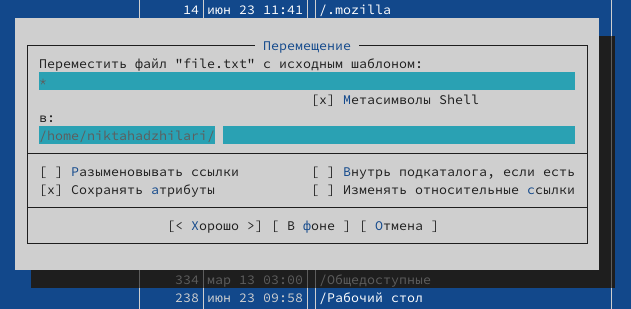 14 июн 23 11:41 /.mozilla
Перемещение
Переместить файл "file.txt" с исходным шаблоном:
*
[x] Метасимволы Shell
в:
/home/niktahadzhilari/
[ ] Разыменовывать ссылки [ ] Внутрь подкаталога, если есть
[x] Сохранять атрибуты [ ] Изменять относительные ссылки
[< Хорошо >] [ В фоне ] [ Отмена ]
334 мар 13 03:00 /Общедоступные
238 июн 23 09:58 /Рабочий стол